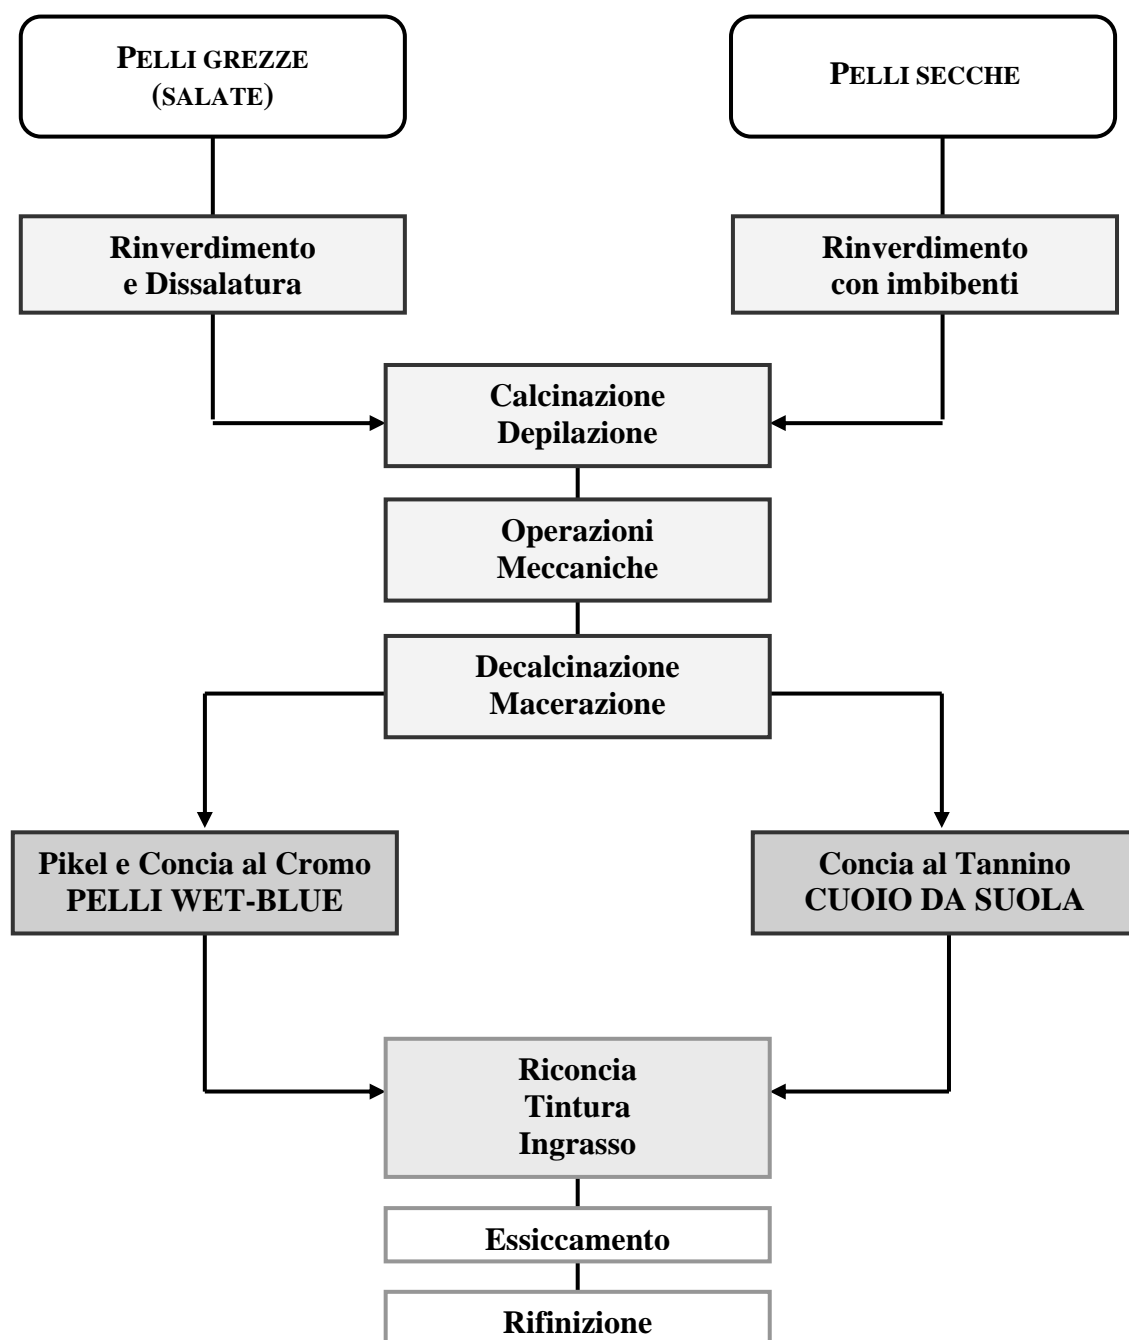 PELLI GREZZE
(SALATE)
PELLI SECCHE
Rinverdimento
e Dissalatura
Rinverdimento
con imbibenti
Calcinazione
Depilazione
Operazioni
Meccaniche
Decalcinazione
Macerazione
Pikel e Concia al Cromo
PELLI WET-BLUE
Concia al Tannino
CUOIO DA SUOLA
Riconcia
Tintura
Ingrasso
Essiccamento
Rifinizione